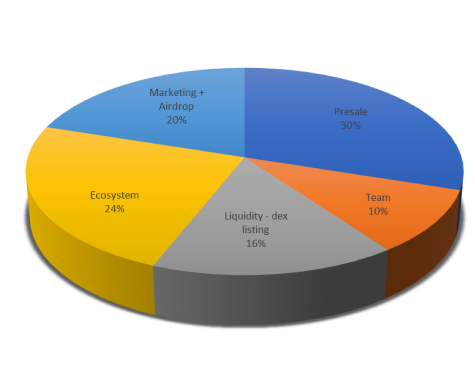 Marketing +
Airdrop
20%
Presale
30%
Ecosystem
24%
Team
10%
Liquidity - dex
listing
16%